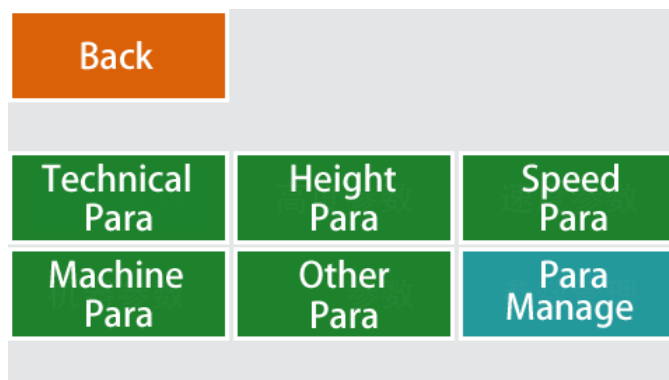 Back
Technical
Para
Height
Para
Speed
Para
Machine
Para
Other
Para
Para
Manage